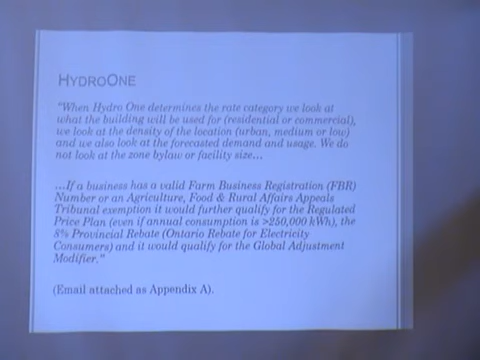 HYDROONE
"When Hydro One determines the rate category we look at
what the building will be used for (residential or commercial),
we look at the density of the location (urban, medium or low)
and we also look at the forecasted demand and usage. We do
not look at the zone bylaw or facility size...
...If a business has a valid Farm Business Registration (FBR)
Number or an Agriculture, Food & Rural Affairs Appeals
Tribunal exemption it would further qualify for the Regulated
Price Plan (even if annual consumption is >250,000 kWh), the
8% Provincial Rebate (Ontario Rebate for Electricity
Consumers) and it would qualify for the Global Adjustment
Modifier."
(Email attached as Appendix A).